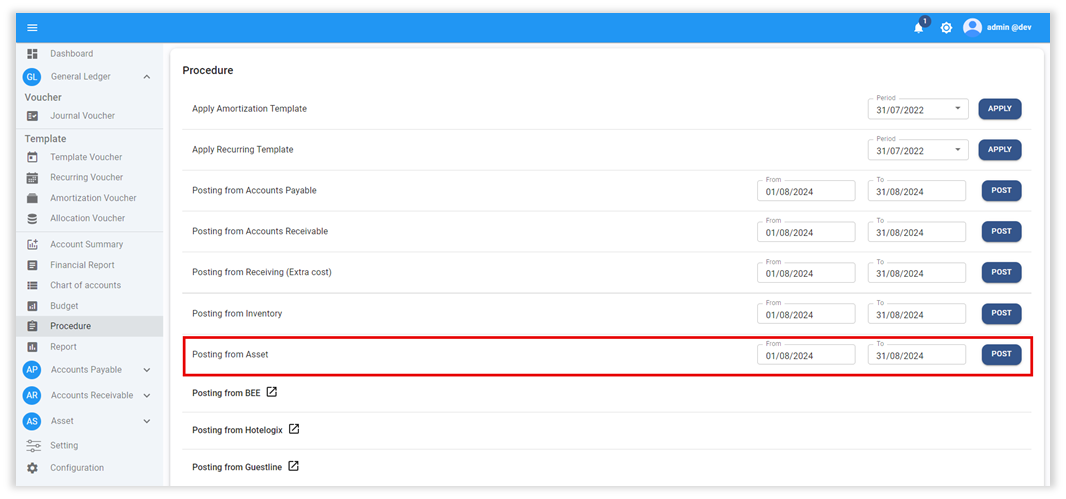 1
admin @dev
Dashboard
GL General Ledger
Voucher
Journal Voucher
Template
Template Voucher
Recurring Voucher
Amortization Voucher
Allocation Voucher
Account Summary
Financial Report
Chart of accounts
Budget
Procedure
Report
AP Accounts Payable
AR Accounts Receivable
AS Asset
Setting
Configuration
Procedure
Period
Apply Amortization Template 31/07/2022 APPLY
Period
Apply Recurring Template 31/07/2022 APPLY
From To
Posting from Accounts Payable 01/08/2024 31/08/2024 POST
From To
Posting from Accounts Receivable 01/08/2024 31/08/2024 POST
From To
Posting from Receiving (Extra cost) 01/08/2024 31/08/2024 POST
From To
Posting from Inventory 01/08/2024 31/08/2024 POST
From To
Posting from Asset 01/08/2024 31/08/2024 POST
Posting from BEE
Posting from Hotelogix
Posting from Guestline